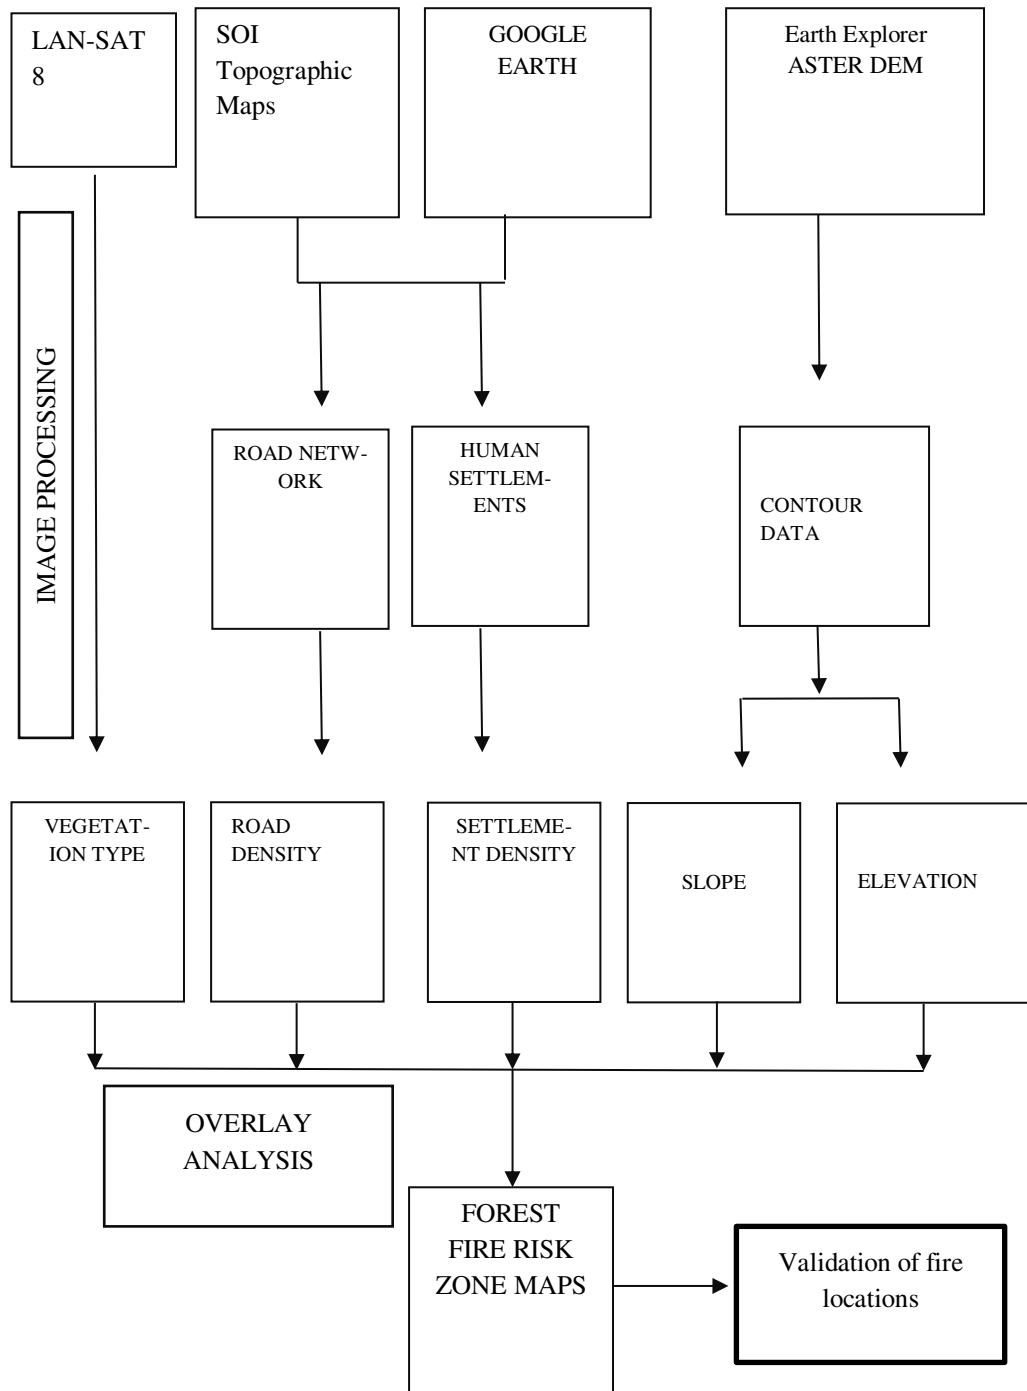 LAN-SAT
8
SOI
Topographic
Maps
GOOGLE
EARTH
Earth Explorer
ASTER DEM
IMAGE PROCESSING
ROAD NETW-
ORK
HUMAN
SETTLEM-
ENTS
CONTOUR
DATA
VEGETAT-
ION TYPE
ROAD
DENSITY
SETTLEME-
NT DENSITY
SLOPE
ELEVATION
OVERLAY
ANALYSIS
FOREST
FIRE RISK
ZONE MAPS
Validation of fire
locations